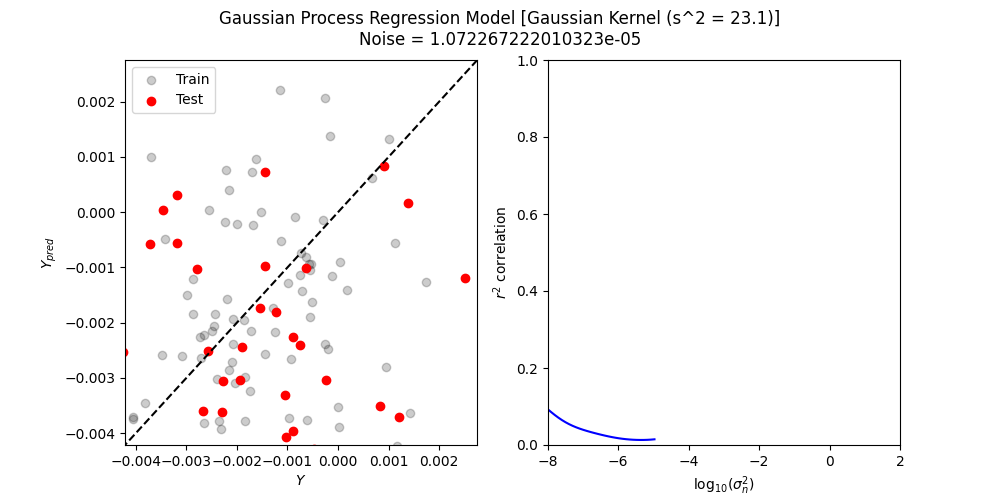 Gaussian Process Regression Model [Gaussian Kernel (s^2 = 23.1)]
Noise = 1.072267222010323e-05
Train
Test
0.002
0.001
0.000
−0.001
−0.002
−0.003
−0.004
Y_pred
−0.004 −0.003 −0.002 −0.001 0.000 0.001 0.002
Y
1.0
0.8
0.6
0.4
0.2
0.0
r² correlation
−8 −6 −4 −2 0 2
log₁₀(σₙ²)